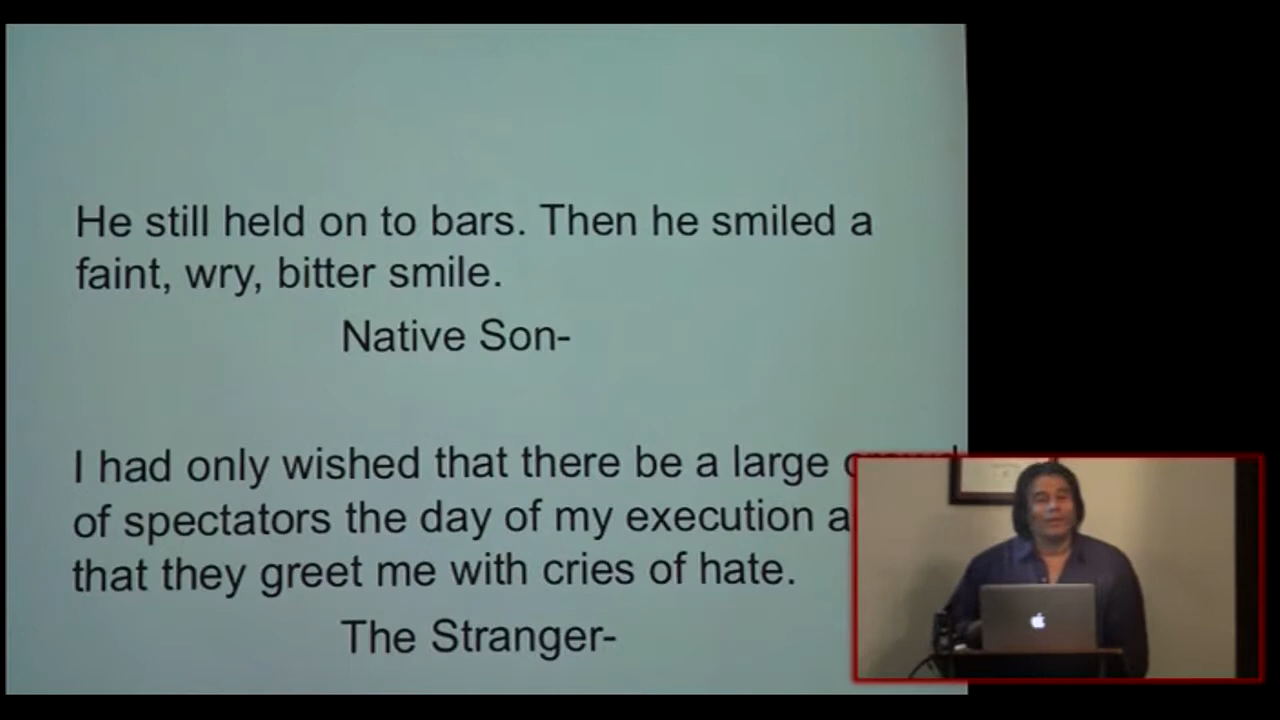 He still held on to bars. Then he smiled a
faint, wry, bitter smile.
Native Son-
I had only wished that there be a large
of spectators the day of my execution
that they greet me with cries of hate.
The Stranger-